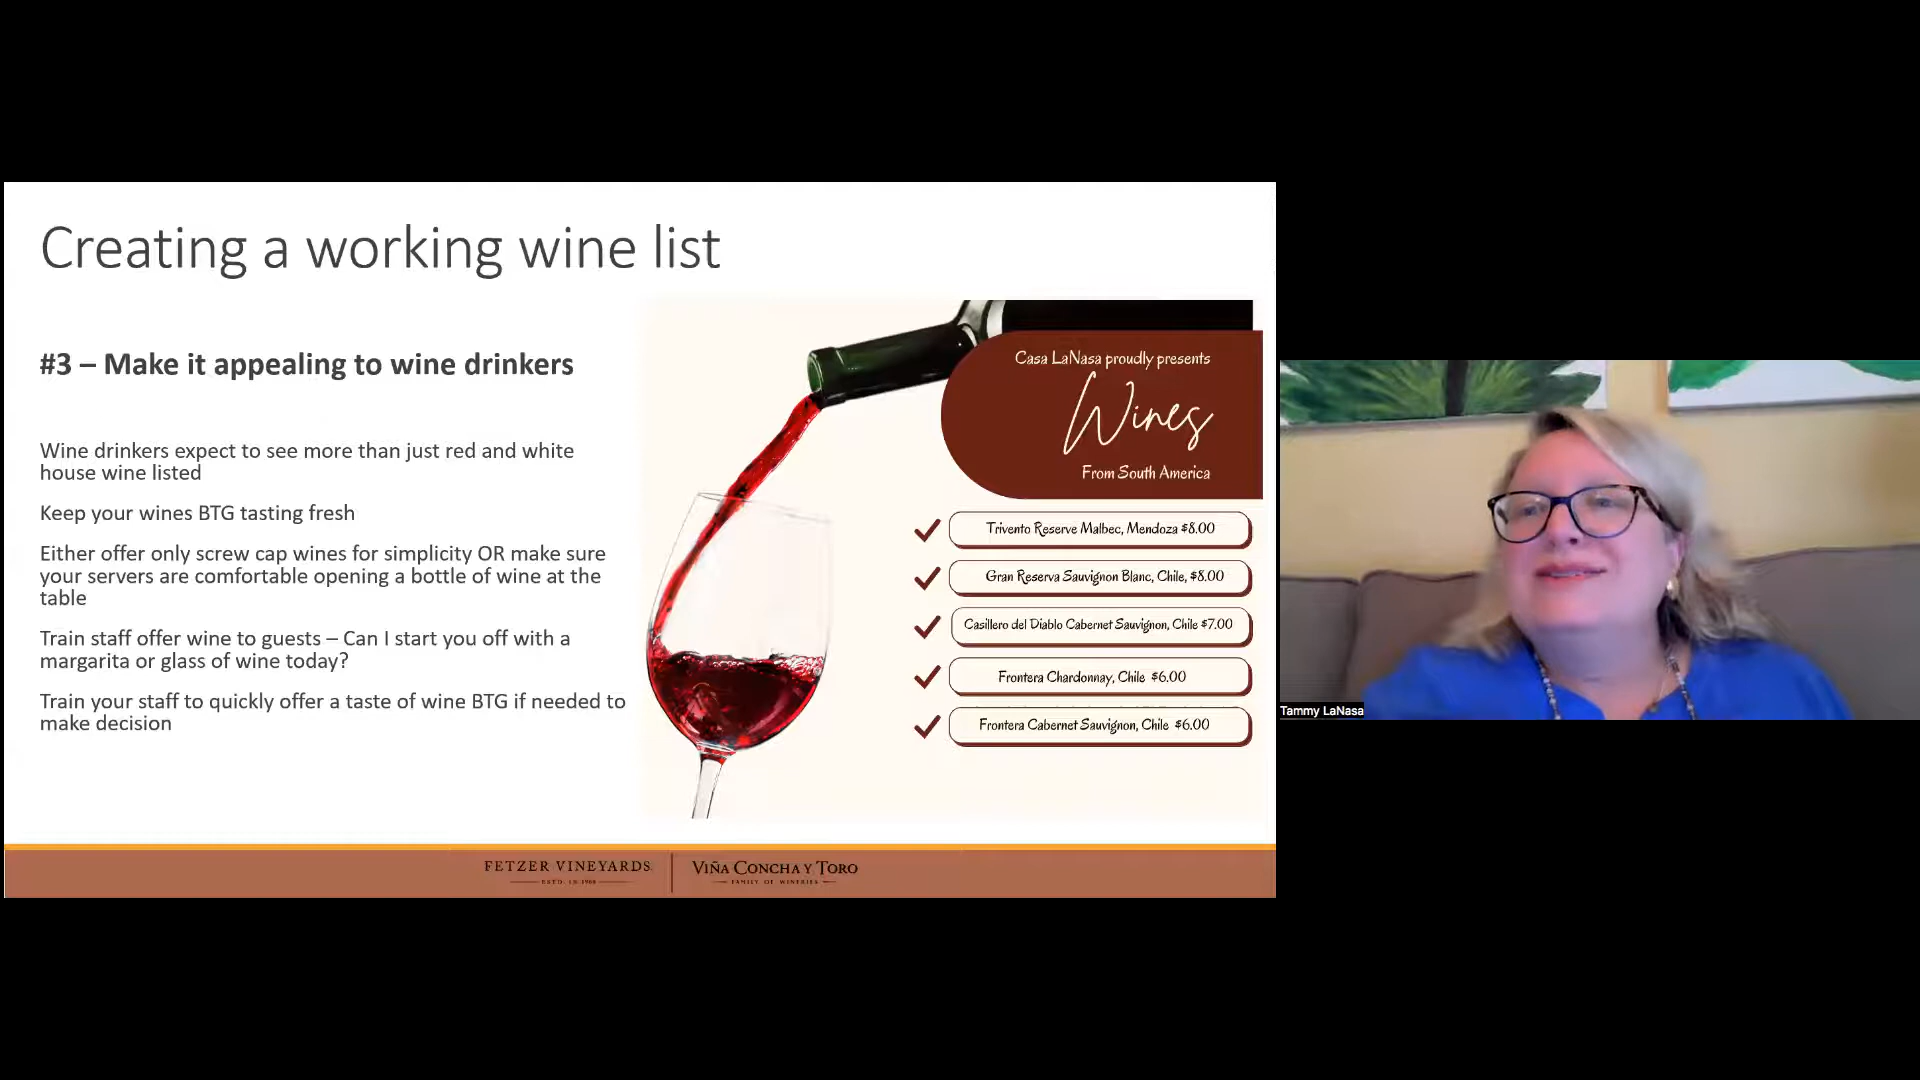 Creating a working wine list
#3 – Make it appealing to wine drinkers
Wine drinkers expect to see more than just red and white
house wine listed
Keep your wines BTG tasting fresh
Either offer only screw cap wines for simplicity OR make sure
your servers are comfortable opening a bottle of wine at the
table
Train staff offer wine to guests – Can I start you off with a
margarita or glass of wine today?
Train your staff to quickly offer a taste of wine BTG if needed to
make decision
Casa LaNasa proudly presents
Wines
From South America
Trivento Reserve Malbec, Mendoza $8.00
Gran Reserva Sauvignon Blanc, Chile, $8.00
Casillero del Diablo Cabernet Sauvignon, Chile $7.00
Frontera Chardonnay, Chile $6.00
Frontera Cabernet Sauvignon, Chile $6.00
FETZER VINEYARDS
ESTD. IN 1968
VIÑA CONCHA Y TORO
FAMILY OF WINERIES
Tammy LaNasa